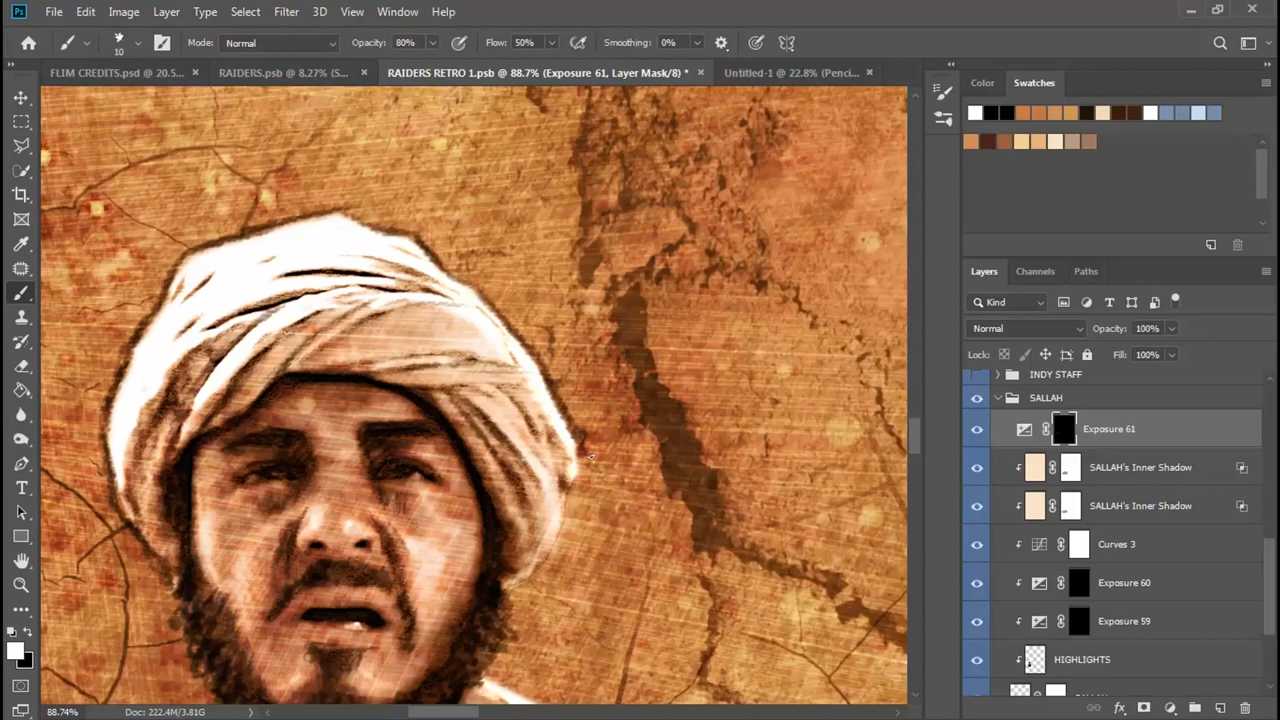 Ps File Edit Image Layer Type Select Filter 3D View Window Help
10 Mode: Normal Opacity: 80% Flow: 50% Smoothing: 0%
FLIM CREDITS.psd @ 20.5... × RAIDERS.psb @ 8.27% (S... × RAIDERS RETRO 1.psb @ 88.7% (Exposure 61, Layer Mask/8) * × Untitled-1 @ 22.8% (Penci... ×
Color Swatches
Layers Channels Paths
Kind
Normal Opacity: 100%
Lock: Fill: 100%
INDY STAFF
SALLAH
Exposure 61
SALLAH's Inner Shadow
SALLAH's Inner Shadow
Curves 3
Exposure 60
Exposure 59
HIGHLIGHTS
88.74% Doc: 222.4M/3.81G